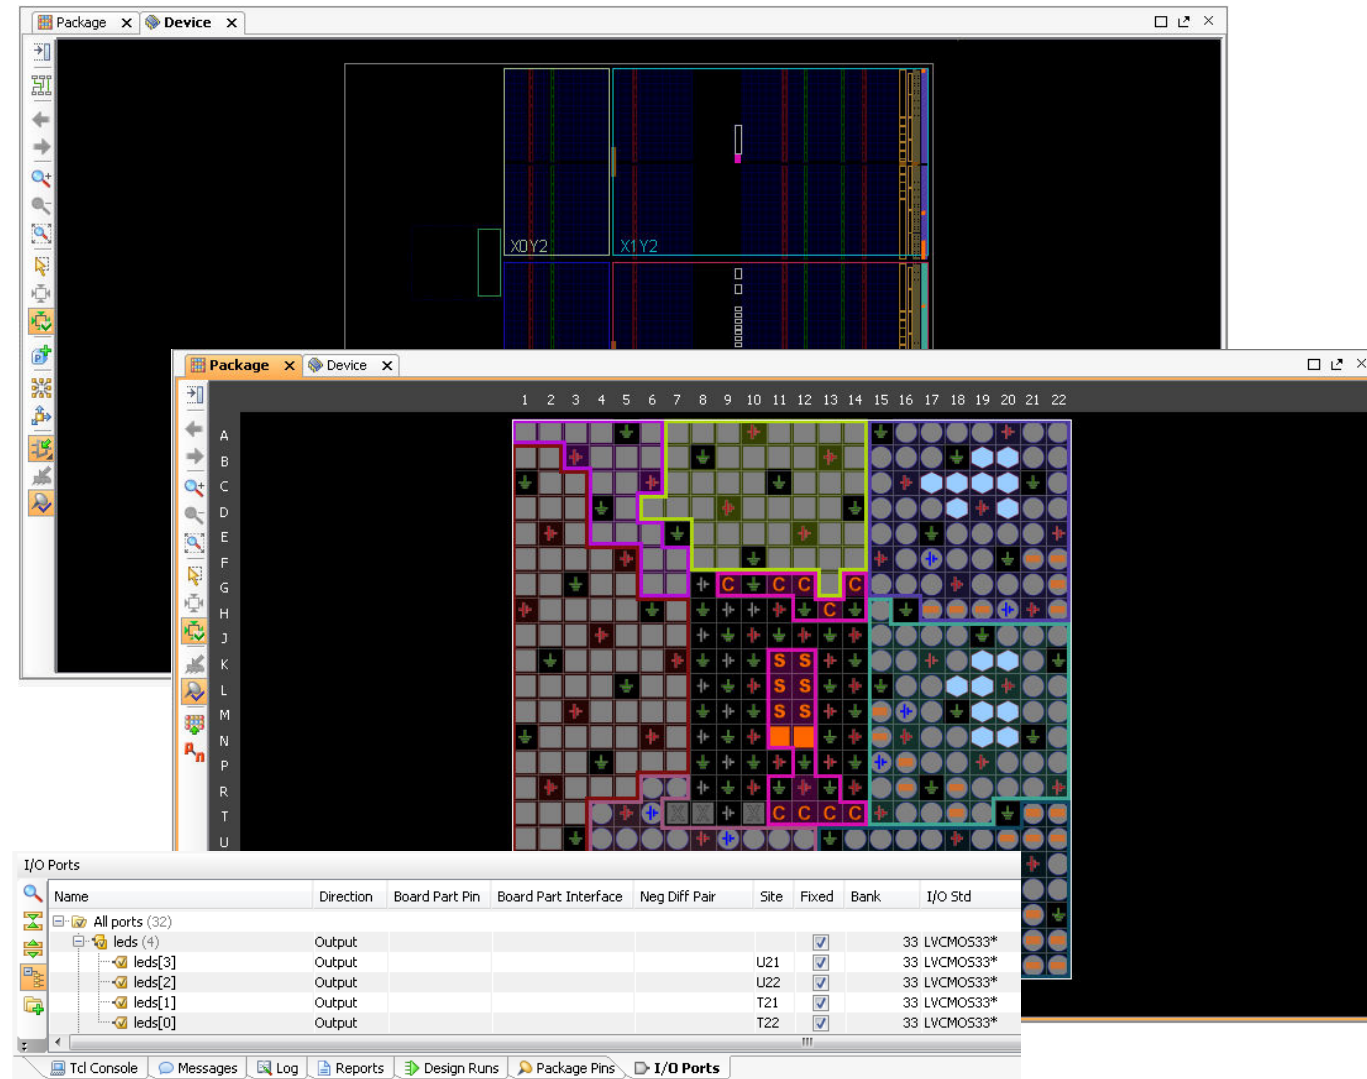 Package Device
X0Y2 X1Y2
Package Device
1 2 3 4 5 6 7 8 9 10 11 12 13 14 15 16 17 18 19 20 21 22
A
B
C
D
E
F
G C C C C
H C
J
K S S
L S S
M S S
N
P
R
T X X X C C C C
U
I/O Ports
Name Direction Board Part Pin Board Part Interface Neg Diff Pair Site Fixed Bank I/O Std
All ports (32)
leds (4) Output 33 LVCMOS33*
leds[3] Output U21 33 LVCMOS33*
leds[2] Output U22 33 LVCMOS33*
leds[1] Output T21 33 LVCMOS33*
leds[0] Output T22 33 LVCMOS33*
Tcl Console Messages Log Reports Design Runs Package Pins I/O Ports